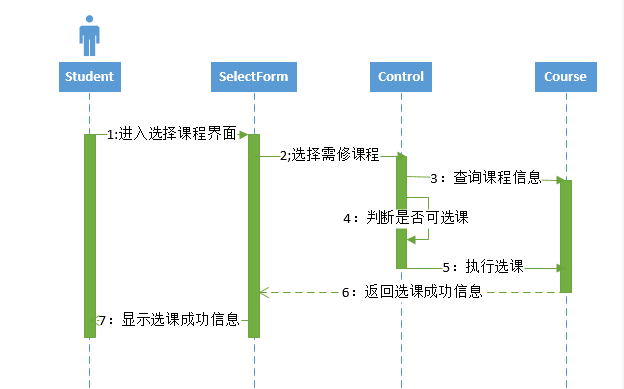 Student
SelectForm
Control
Course
1:进入选择课程界面
2;选择需修课程
3：查询课程信息
4：判断是否可选课
5：执行选课
6：返回选课成功信息
7：显示选课成功信息